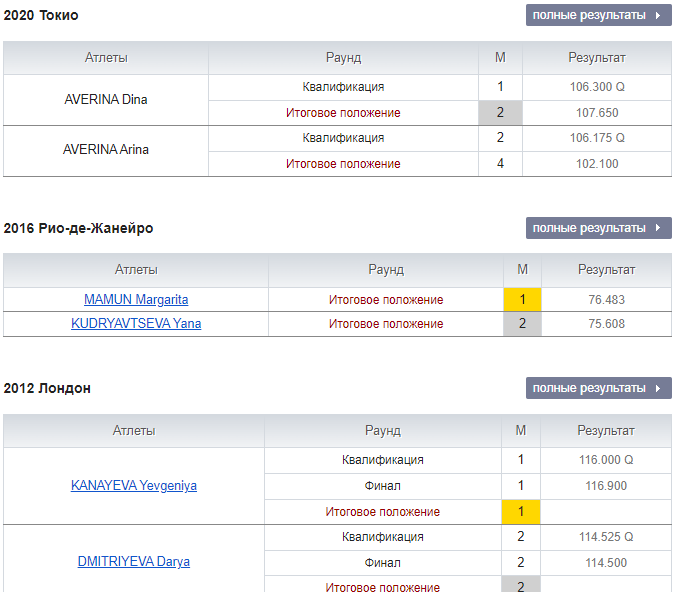 2020 Токио полные результаты
Атлеты Раунд М Результат
AVERINA Dina Квалификация 1 106.300 Q
Итоговое положение 2 107.650
AVERINA Arina Квалификация 2 106.175 Q
Итоговое положение 4 102.100
2016 Рио-де-Жанейро полные результаты
Атлеты Раунд М Результат
MAMUN Margarita Итоговое положение 1 76.483
KUDRYAVTSEVA Yana Итоговое положение 2 75.608
2012 Лондон полные результаты
Атлеты Раунд М Результат
KANAYEVA Yevgeniya Квалификация 1 116.000 Q
Финал 1 116.900
Итоговое положение 1
DMITRIYEVA Darya Квалификация 2 114.525 Q
Финал 2 114.500
Итоговое положение 2